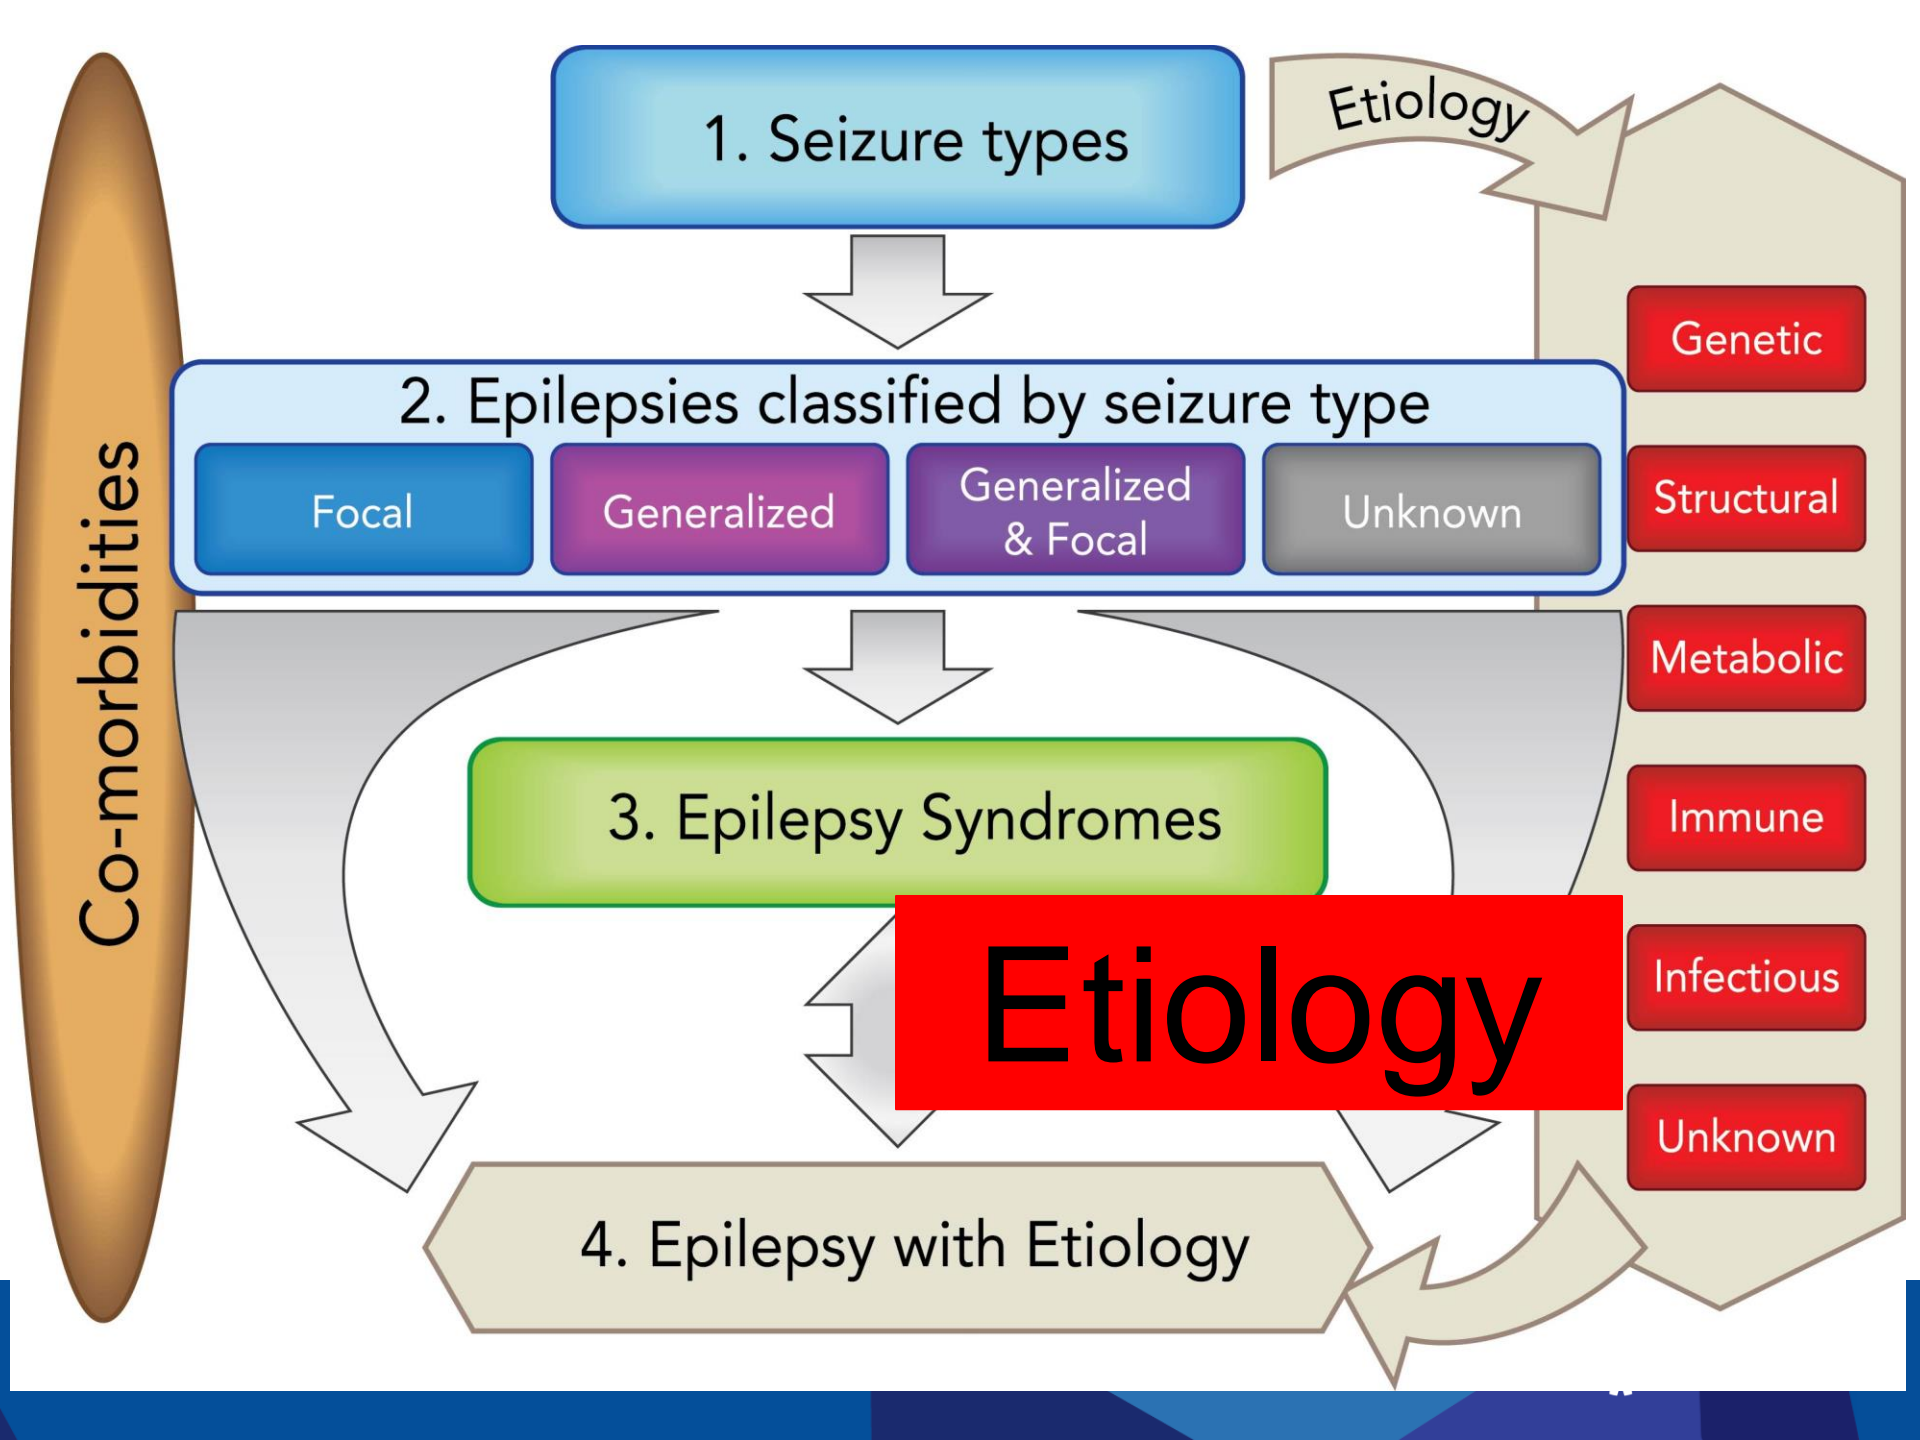 1. Seizure types
Etiology
Co-morbidities
2. Epilepsies classified by seizure type
Focal
Generalized
Generalized
& Focal
Unknown
Genetic
Structural
Metabolic
Immune
Infectious
Unknown
3. Epilepsy Syndromes
Etiology
4. Epilepsy with Etiology